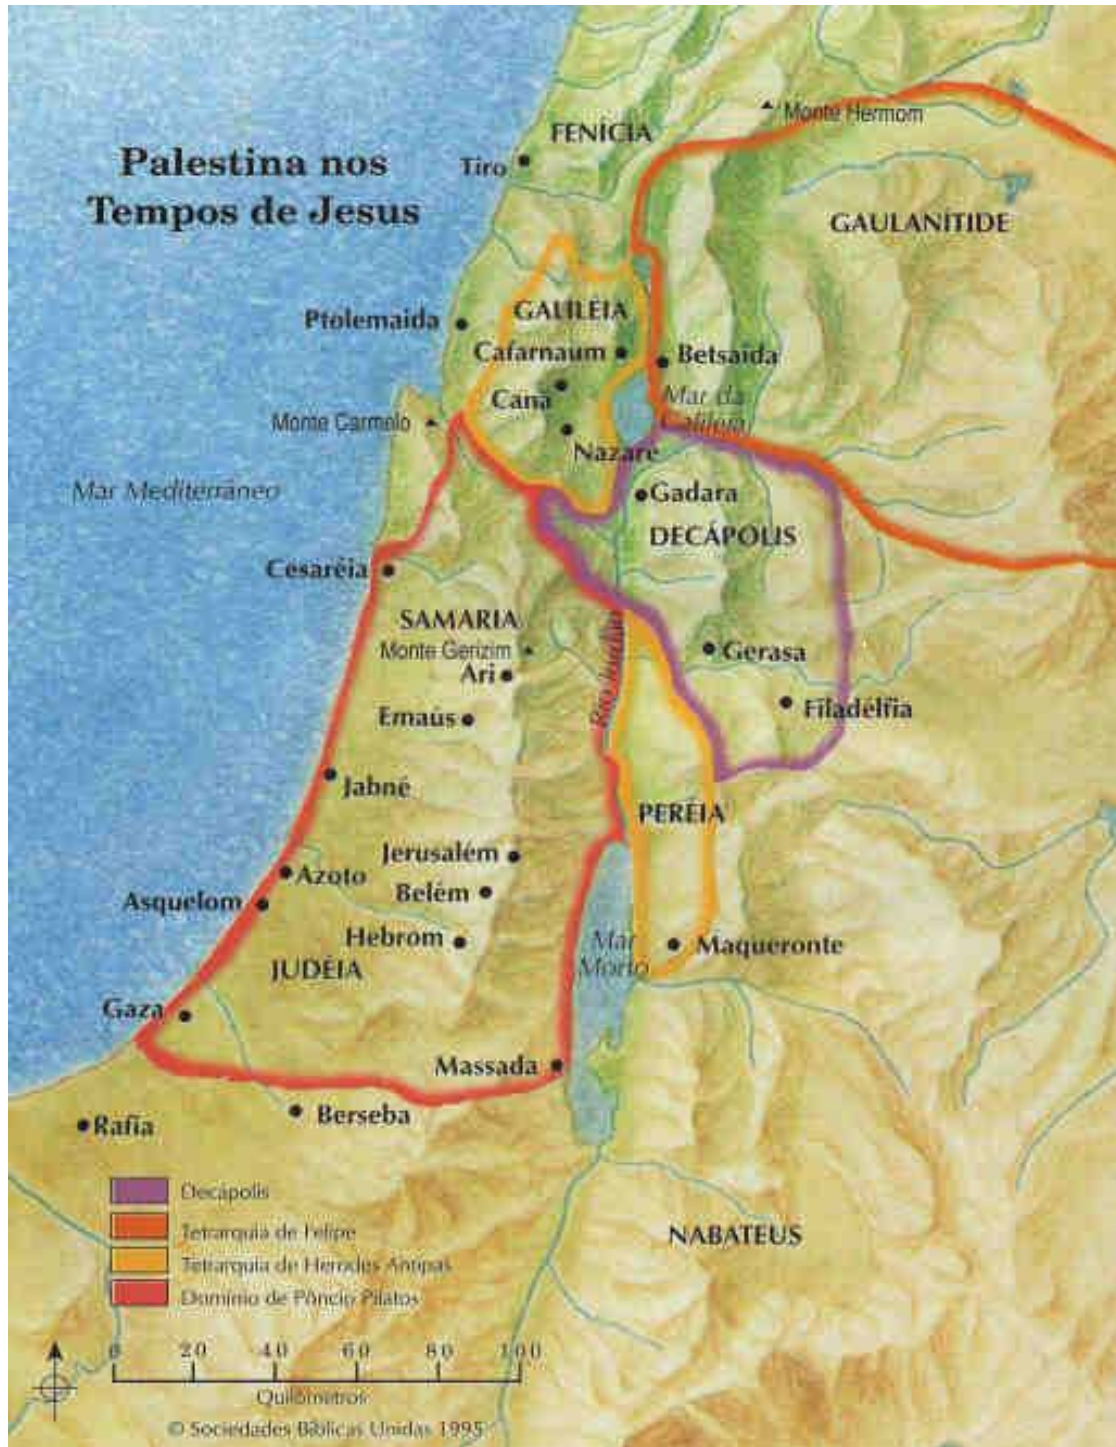 Palestina nos
Tempos de Jesus
FENÍCIA
Monte Hermom
Tiro
GAULANÍTIDE
GALILÉIA
Ptolemaida
Cafarnaum
Betsaida
Caná
Mar da
Galileia
Monte Carmelo
Nazaré
Mar Mediterrâneo
Gadara
DECÁPOLIS
Cesaréia
SAMARIA
Monte Gerizim
Gerasa
Ari
Rio Jordão
Emaús
Filadélfia
Jabné
PERÉIA
Jerusalém
Azoto
Belém
Asquelom
Hebrom
Mar
Morto
Maqueronte
JUDÉIA
Gaza
Massada
Berseba
Rafia
Decápolis
Tetrarquia de Felipe
Tetrarquia de Herodes Antipas
Domínio de Pôncio Pilatos
NABATEUS
0 20 40 60 80 100
Quilômetros
© Sociedades Bíblicas Unidas 1995